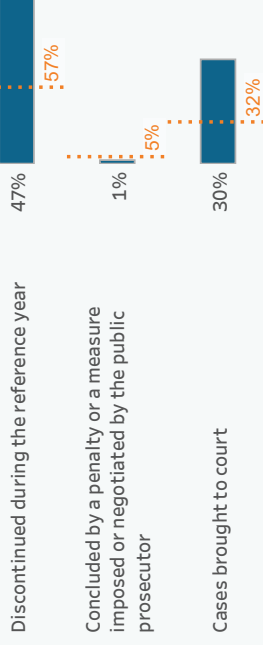 Discontinued during the reference year
47%
57%
Concluded by a penalty or a measure
imposed or negotiated by the public
prosecutor
1%
5%
Cases brought to court
30%
32%